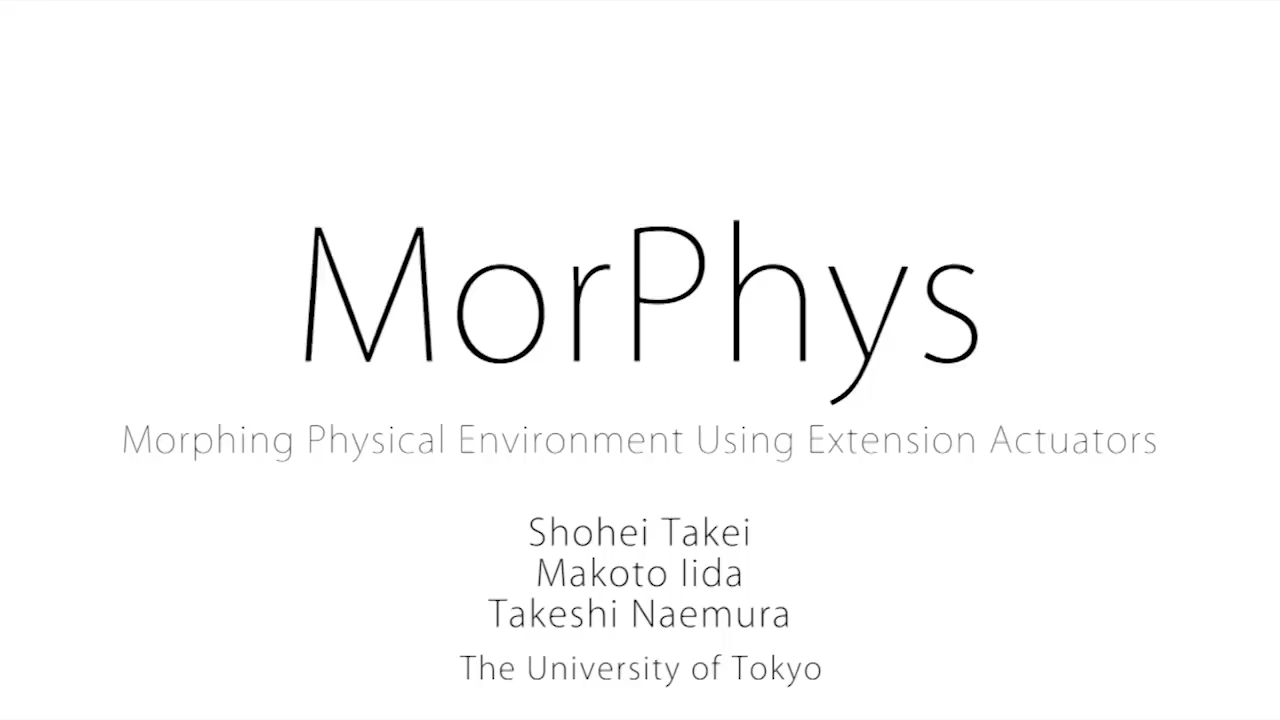 MorPhys
Morphing Physical Environment Using Extension Actuators
Shohei Takei
Makoto Iida
Takeshi Naemura
The University of Tokyo